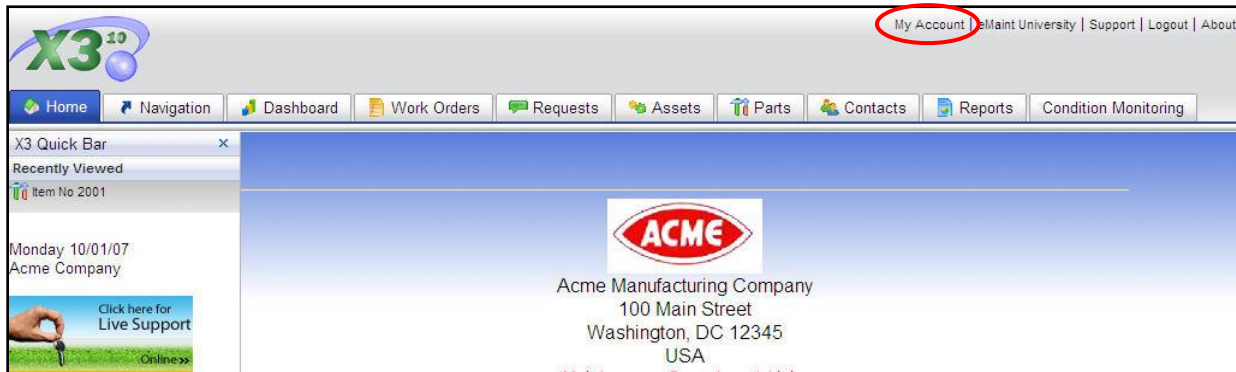 X3 10
My Account | eMaint University | Support | Logout | About
Home Navigation Dashboard Work Orders Requests Assets Parts Contacts Reports Condition Monitoring
X3 Quick Bar ×
Recently Viewed
Item No 2001
Monday 10/01/07
Acme Company
Click here for
Live Support
Online»
ACME
Acme Manufacturing Company
100 Main Street
Washington, DC 12345
USA